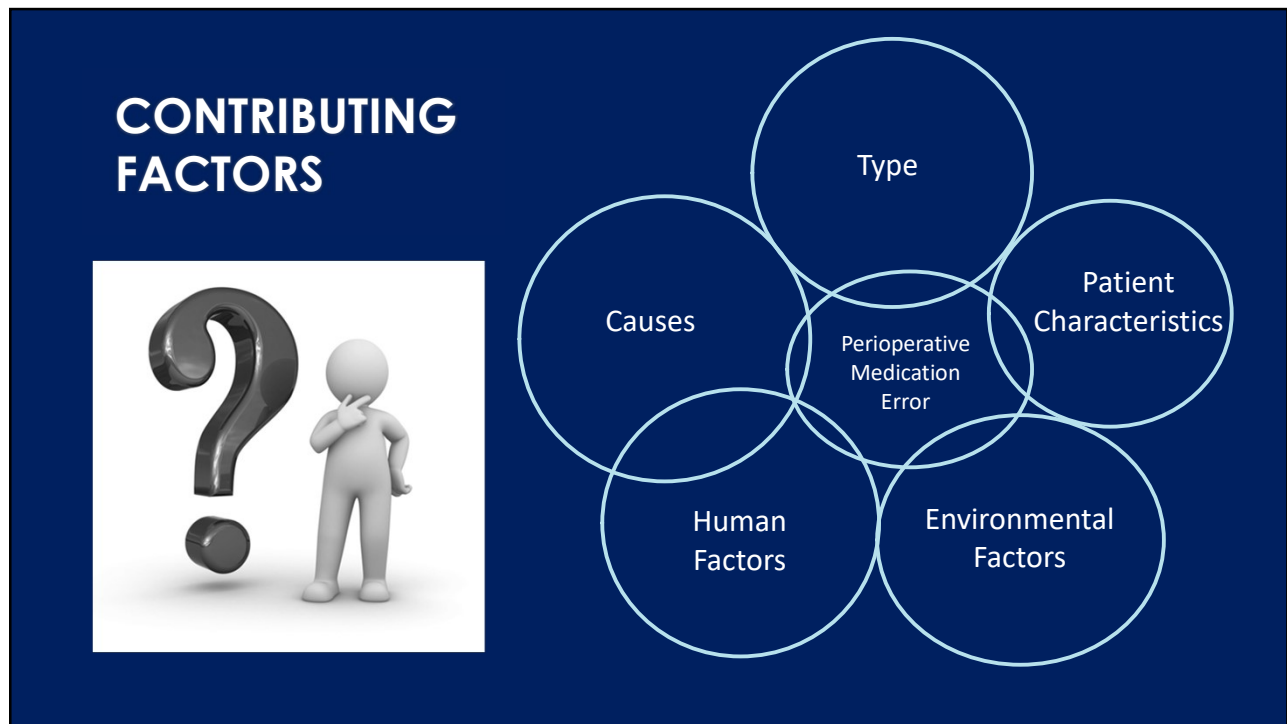 CONTRIBUTING
FACTORS
Type
Patient
Characteristics
Causes
Perioperative
Medication
Error
Human
Factors
Environmental
Factors